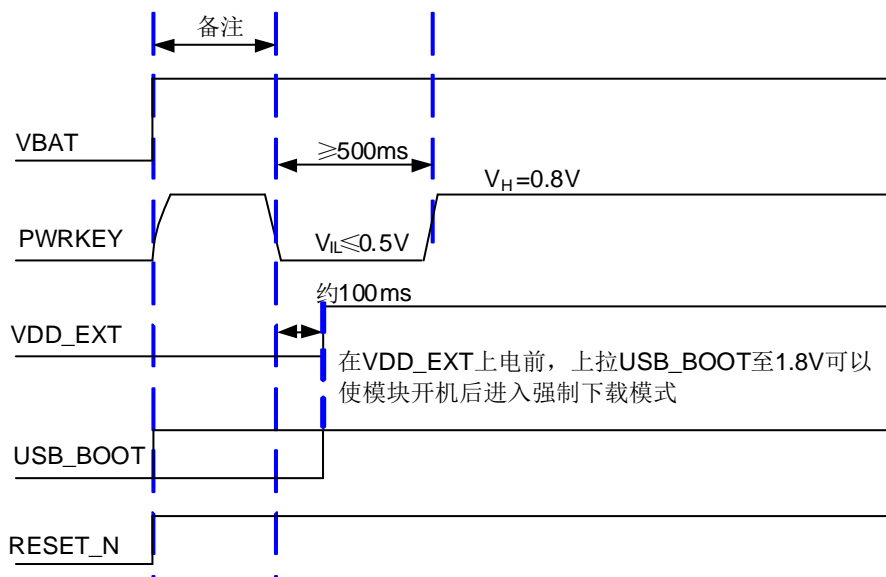 备注
VBAT
≥500ms
VH=0.8V
PWRKEY
VIL≤0.5V
约100ms
VDD_EXT
在VDD_EXT上电前，上拉USB_BOOT至1.8V可以
使模块开机后进入强制下载模式
USB_BOOT
RESET_N